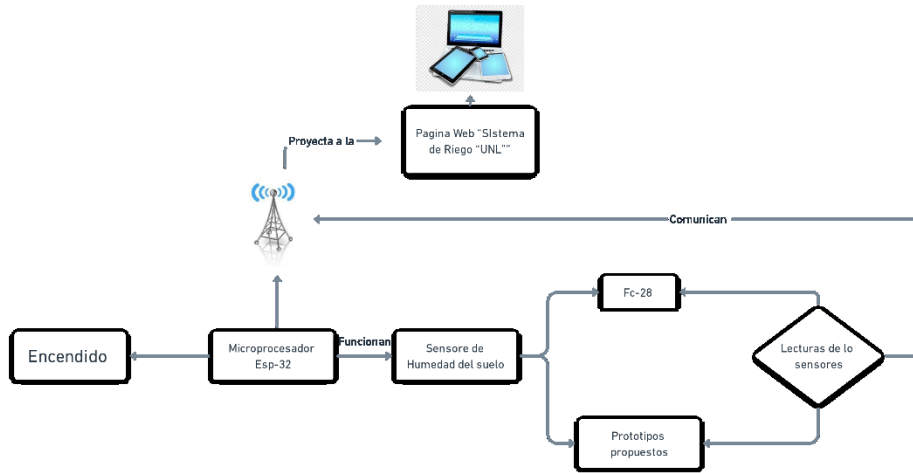 Pagina Web "SIstema
de Riego "UNL""
Proyecta a la
Comunican
Fc-28
Encendido
Microprocesador
Esp-32
Funcionan
Sensore de
Humedad del suelo
Lecturas de lo
sensores
Prototipos
propuestos